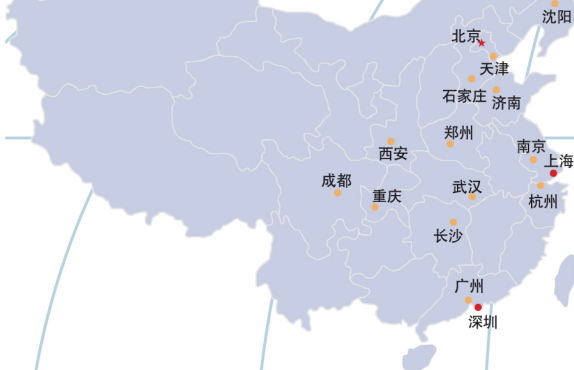 沈阳
北京
天津
石家庄
济南
郑州
西安
南京
上海
成都
重庆
武汉
杭州
长沙
广州
深圳